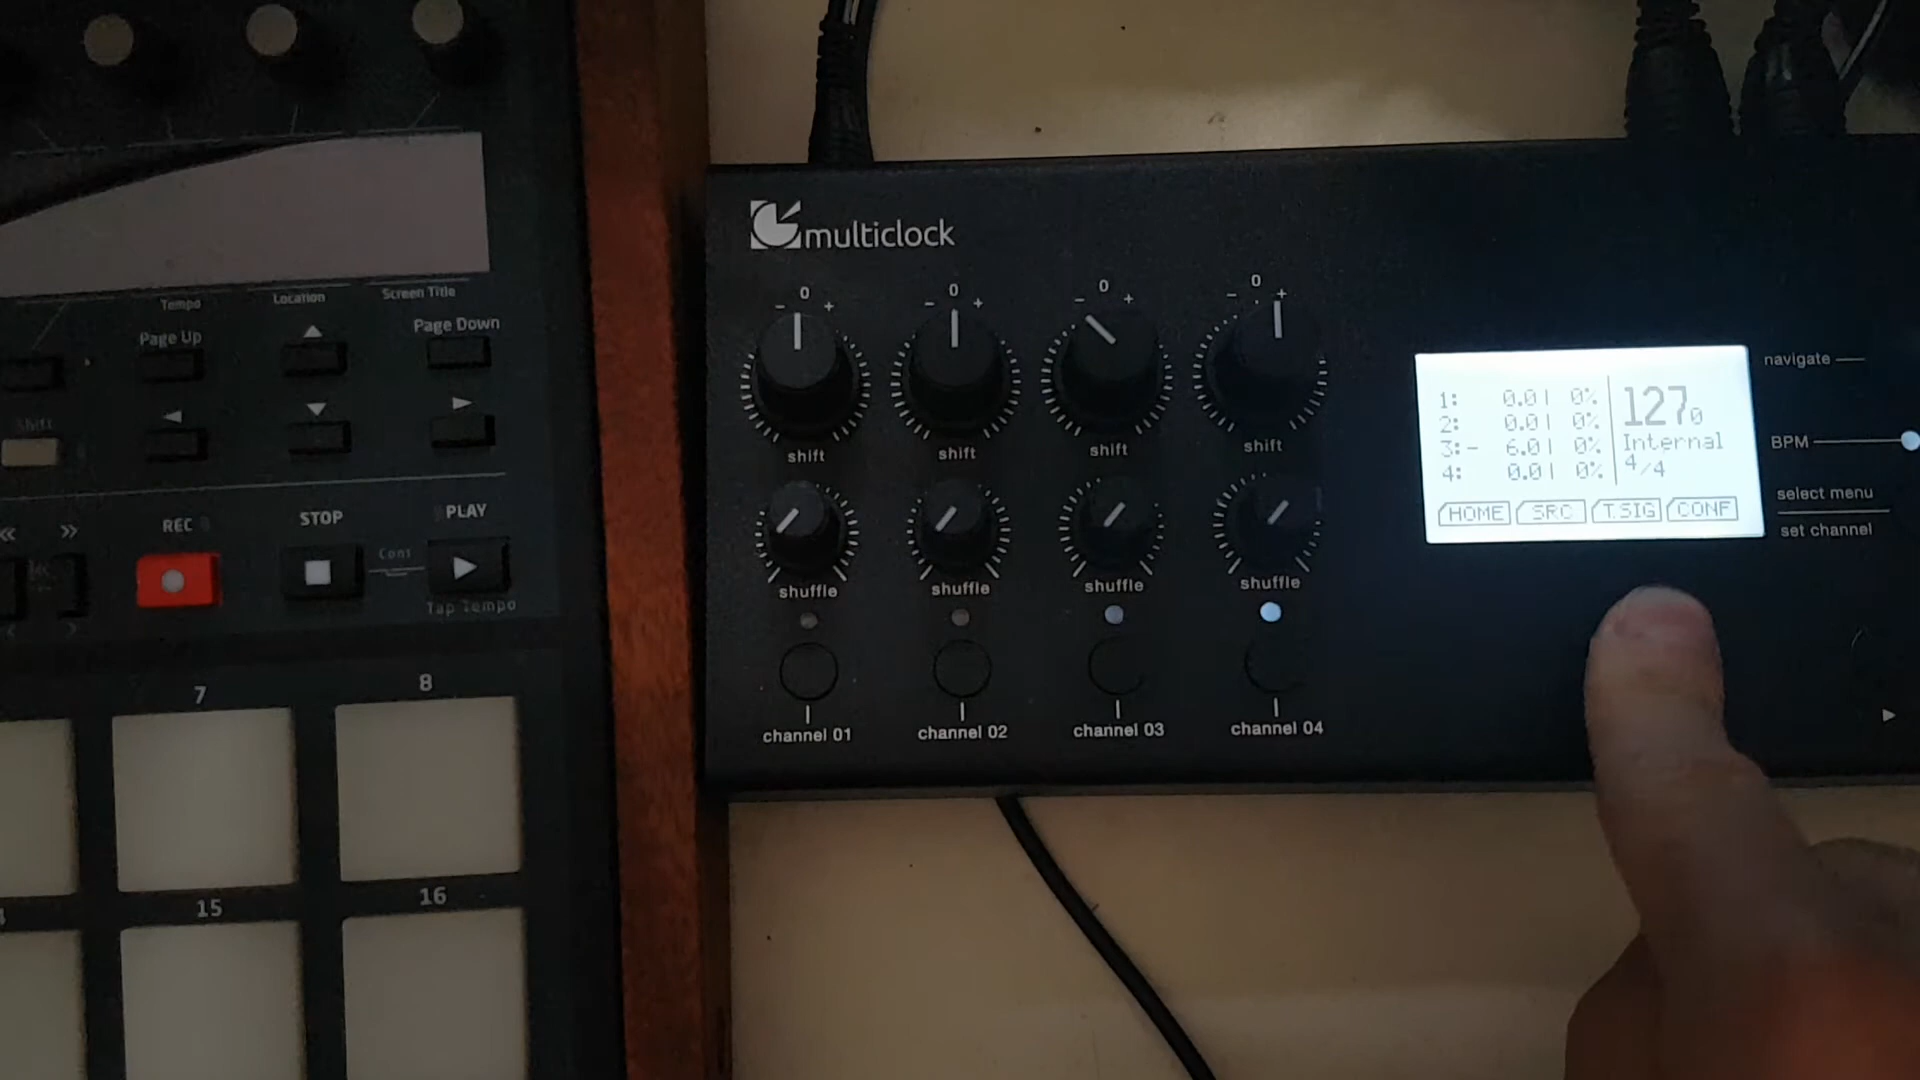 Tempo
Location
Screen Title
Page Up
Page Down
Shift
REC
STOP
PLAY
Cont
Tap Tempo
7
8
15
16
multiclock
- 0 +
- 0 +
- 0 +
- 0 +
shift
shift
shift
shift
shuffle
shuffle
shuffle
shuffle
channel 01
channel 02
channel 03
channel 04
1: 0.0| 0%
2: 0.0| 0%
3:- 6.0| 0%
4: 0.0| 0%
127.0
Internal
4/4
HOME SRC T.SIG CONF
navigate
BPM
select menu
set channel